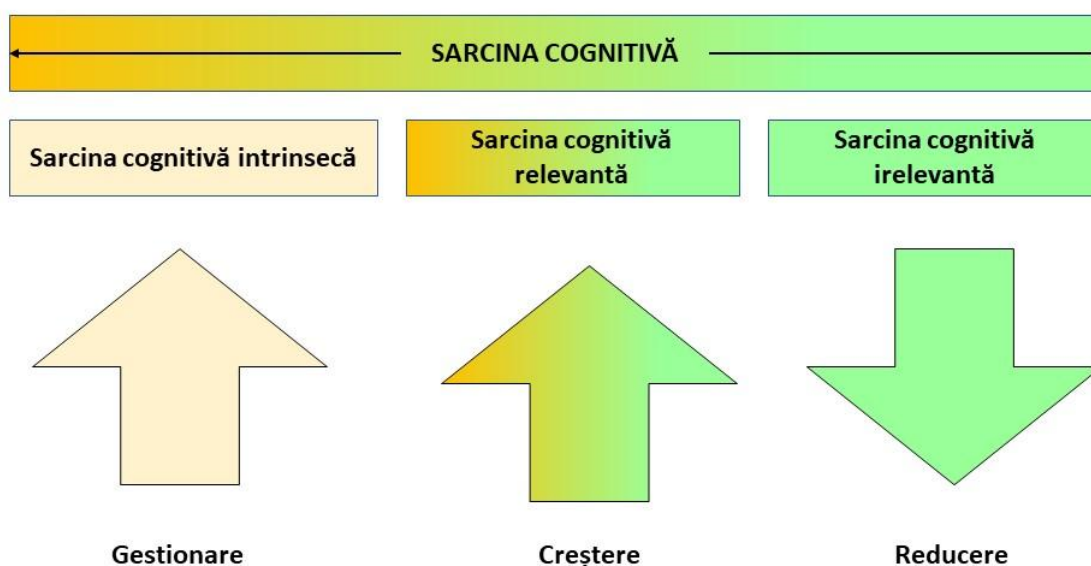 SARCINA COGNITIVĂ
Sarcina cognitivă intrinsecă
Sarcina cognitivă
relevantă
Sarcina cognitivă
irelevantă
Gestionare
Creștere
Reducere